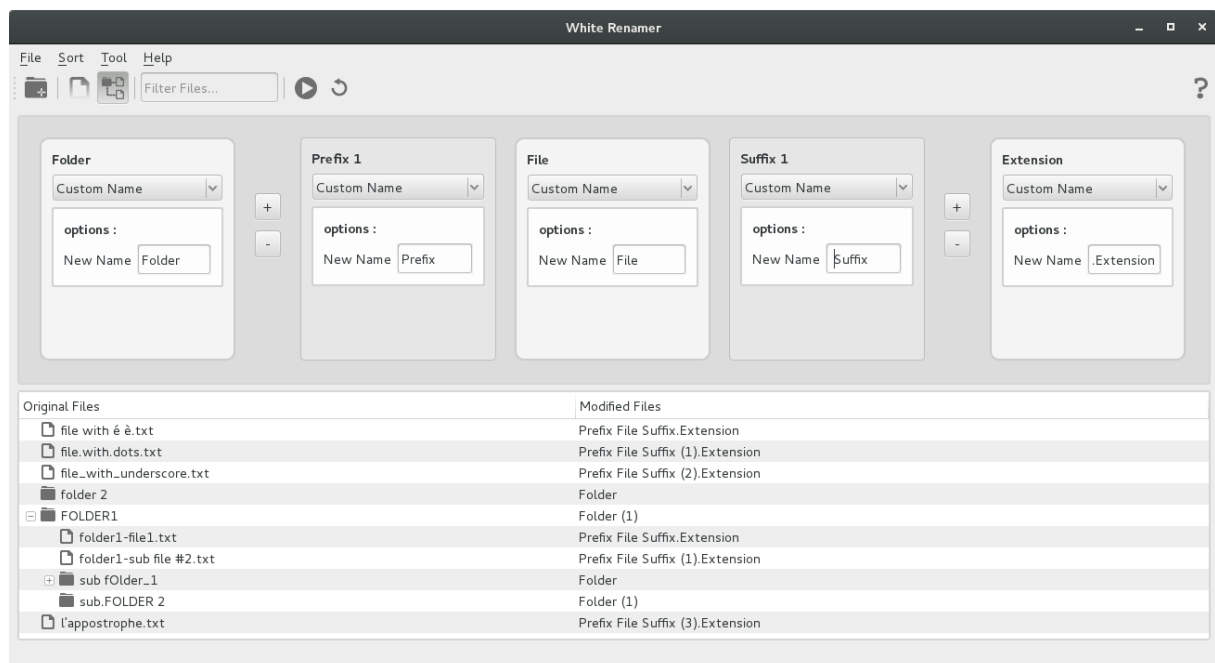 White Renamer
File Sort Tool Help
Filter Files...
?
Folder
Custom Name
options :
New Name Folder
+
-
Prefix 1
Custom Name
options :
New Name Prefix
File
Custom Name
options :
New Name File
Suffix 1
Custom Name
options :
New Name Suffix
+
-
Extension
Custom Name
options :
New Name .Extension
Original Files Modified Files
file with é è.txt Prefix File Suffix.Extension
file.with.dots.txt Prefix File Suffix (1).Extension
file_with_underscore.txt Prefix File Suffix (2).Extension
folder 2 Folder
FOLDER1 Folder (1)
folder1-file1.txt Prefix File Suffix.Extension
folder1-sub file #2.txt Prefix File Suffix (1).Extension
sub fOlder_1 Folder
sub.FOLDER 2 Folder (1)
l'appostrophe.txt Prefix File Suffix (3).Extension